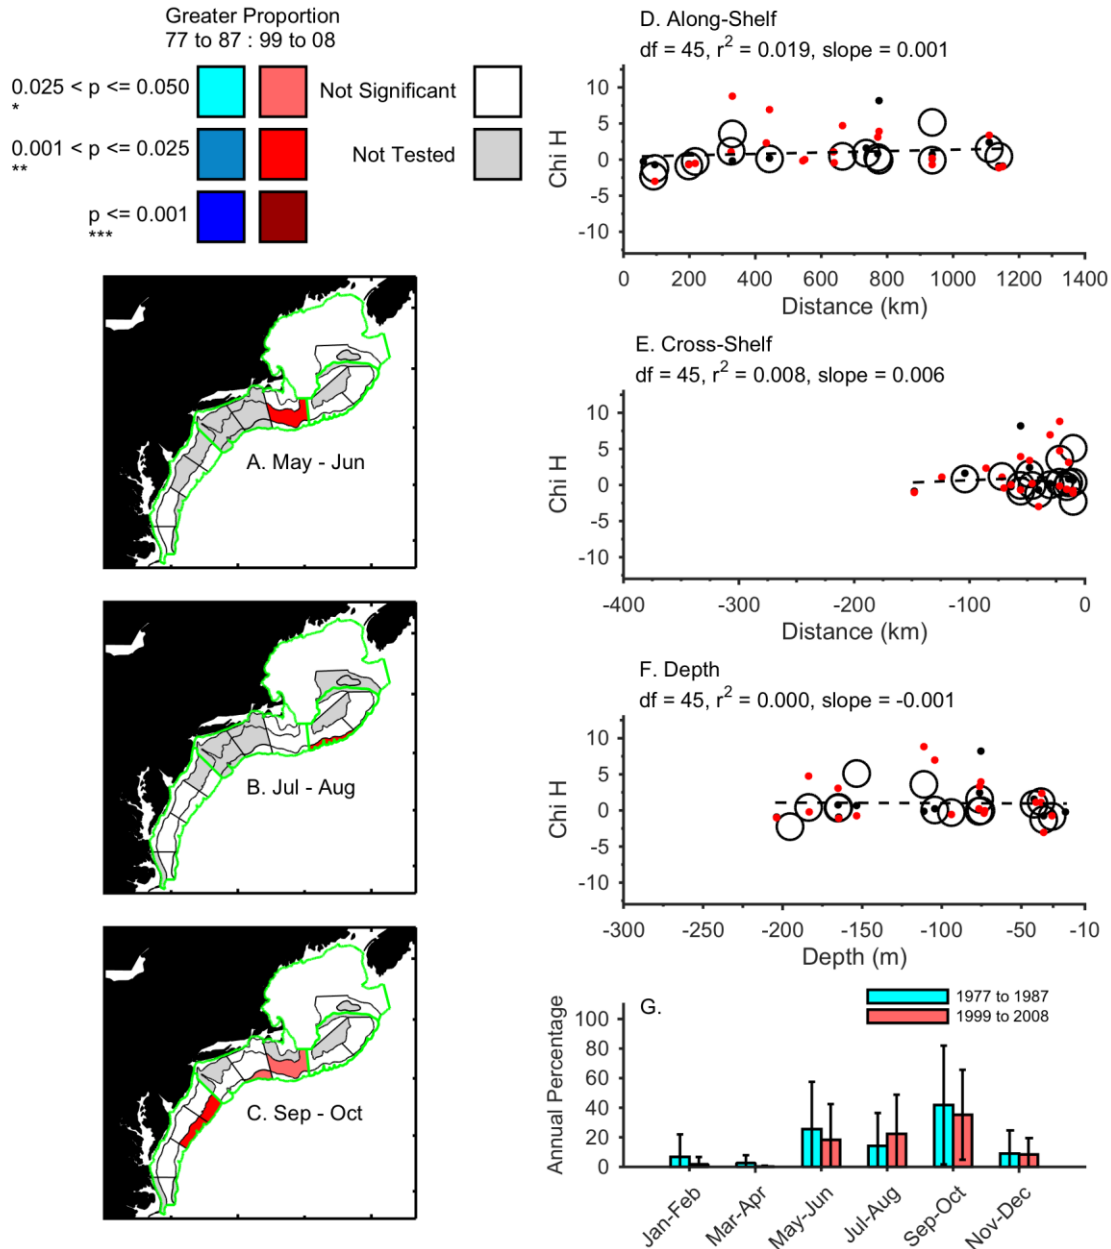 Greater Proportion
77 to 87 : 99 to 08
0.025 < p <= 0.050
*
0.001 < p <= 0.025
**
p <= 0.001
***
Not Significant
Not Tested
A. May - Jun
B. Jul - Aug
C. Sep - Oct
D. Along-Shelf
df = 45, r² = 0.019, slope = 0.001
Chi H
10
5
0
-5
-10
0 200 400 600 800 1000 1200 1400
Distance (km)
E. Cross-Shelf
df = 45, r² = 0.008, slope = 0.006
Chi H
10
5
0
-5
-10
-400 -300 -200 -100 0
Distance (km)
F. Depth
df = 45, r² = 0.000, slope = -0.001
Chi H
10
5
0
-5
-10
-300 -250 -200 -150 -100 -50 -10
Depth (m)
G.
1977 to 1987
1999 to 2008
Annual Percentage
100
80
60
40
20
0
Jan-Feb
Mar-Apr
May-Jun
Jul-Aug
Sep-Oct
Nov-Dec